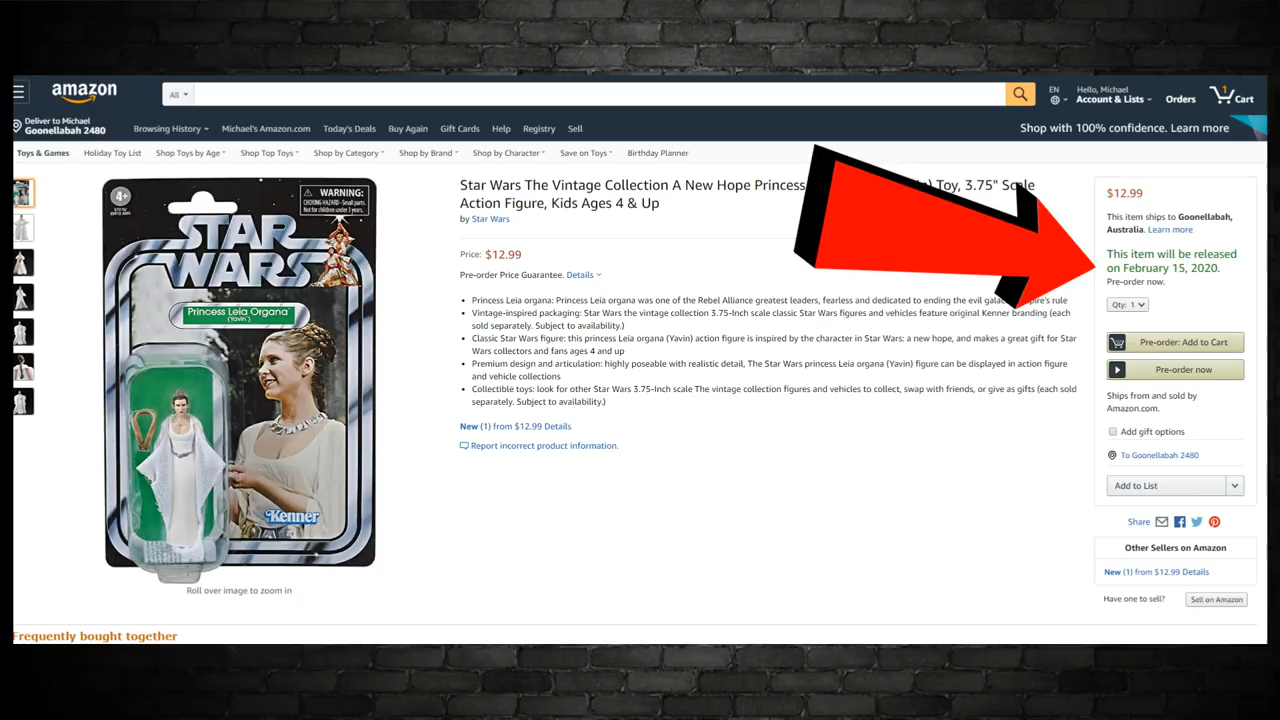 amazon
All
EN
Hello, Michael
Account & Lists
Orders
1
Cart
Deliver to Michael
Goonellabah 2480
Browsing History
Michael's Amazon.com
Today's Deals
Buy Again
Gift Cards
Help
Registry
Sell
Shop with 100% confidence. Learn more
Toys & Games
Holiday Toy List
Shop Toys by Age
Shop Top Toys
Shop by Category
Shop by Brand
Shop by Character
Save on Toys
Birthday Planner
4+
WARNING:
CHOKING HAZARD-Small parts.
Not for children under 3 years.
STAR
WARS
Princess Leia Organa
(Yavin)
Kenner
Roll over image to zoom in
Star Wars The Vintage Collection A New Hope Princess Toy, 3.75" Scale
Action Figure, Kids Ages 4 & Up
by Star Wars
Price: $12.99
Pre-order Price Guarantee. Details
• Princess Leia organa: Princess Leia organa was one of the Rebel Alliance greatest leaders, fearless and dedicated to ending the evil rule
• Vintage-inspired packaging: Star Wars the vintage collection 3.75-Inch scale classic Star Wars figures and vehicles feature original Kenner branding (each
sold separately. Subject to availability.)
• Classic Star Wars figure: this princess Leia organa (Yavin) action figure is inspired by the character in Star Wars: a new hope, and makes a great gift for Star
Wars collectors and fans ages 4 and up
• Premium design and articulation: highly poseable with realistic detail, The Star Wars princess Leia organa (Yavin) figure can be displayed in action figure
and vehicle collections
• Collectible toys: look for other Star Wars 3.75-Inch scale The vintage collection figures and vehicles to collect, swap with friends, or give as gifts (each sold
separately. Subject to availability.)
New (1) from $12.99 Details
Report incorrect product information.
$12.99
This item ships to Goonellabah,
Australia. Learn more
This item will be released
on February 15, 2020.
Pre-order now.
Qty: 1
Pre-order: Add to Cart
Pre-order now
Ships from and sold by
Amazon.com.
Add gift options
To Goonellabah 2480
Add to List
Share
Other Sellers on Amazon
New (1) from $12.99 Details
Have one to sell?
Sell on Amazon
Frequently bought together